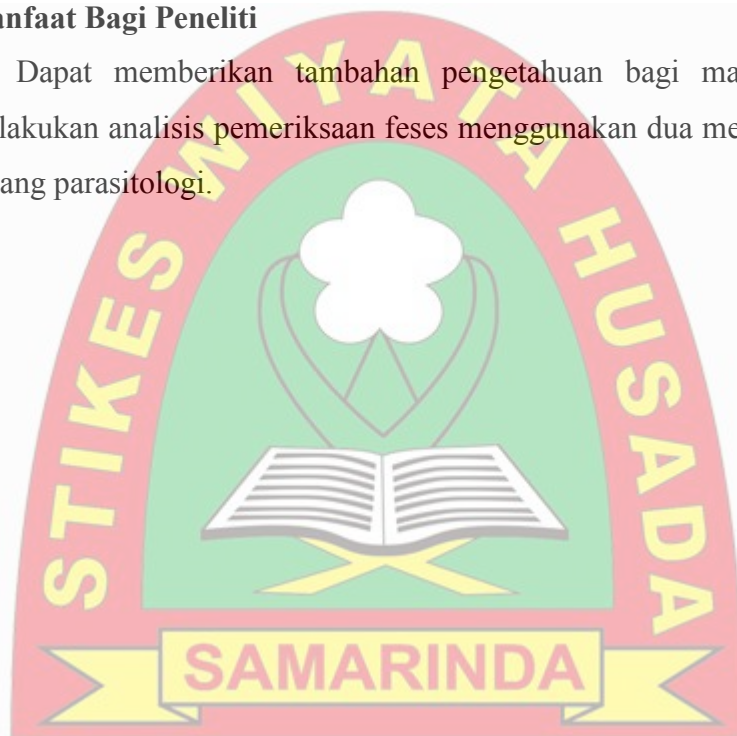 anfaat Bagi Peneliti
Dapat memberikan tambahan pengetahuan bagi ma
lakukan analisis pemeriksaan feses menggunakan dua me
ang parasitologi.
STIKES WIYATA HUSADA
SAMARINDA